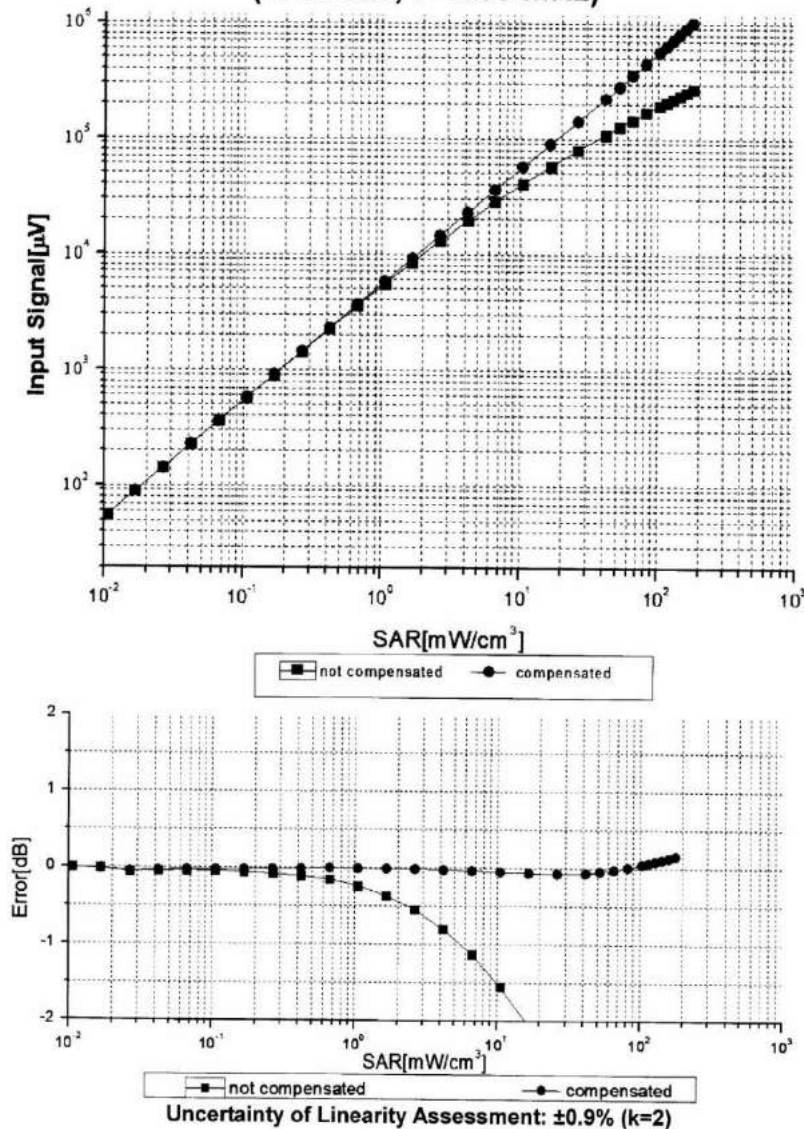 10⁶
10⁵
10⁴
10³
10²
Input Signal[µV]
10⁻² 10⁻¹ 10⁰ 10¹ 10² 10³
SAR[mW/cm³]
not compensated compensated
2
1
0
-1
-2
Error[dB]
10⁻² 10⁻¹ 10⁰ 10¹ 10² 10³
SAR[mW/cm³]
not compensated compensated
Uncertainty of Linearity Assessment: ±0.9% (k=2)